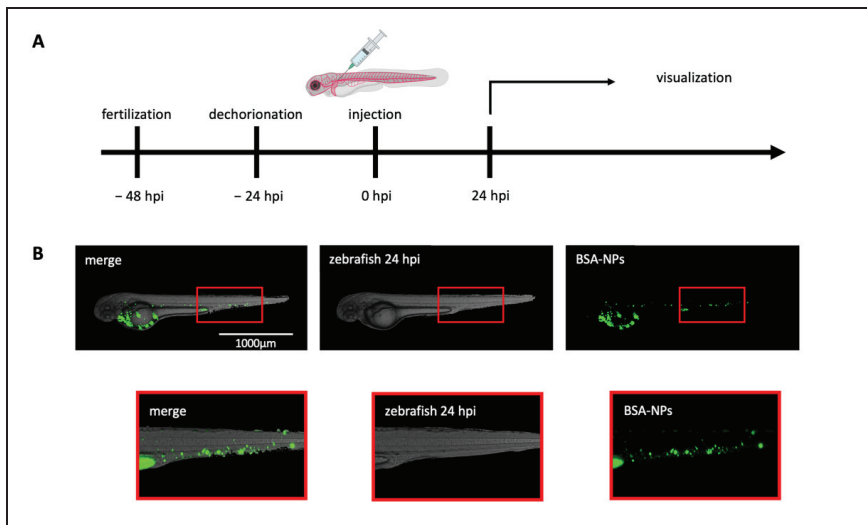 A
visualization
fertilization
dechorionation
injection
− 48 hpi
− 24 hpi
0 hpi
24 hpi
B
merge
zebrafish 24 hpi
BSA-NPs
1000µm
merge
zebrafish 24 hpi
BSA-NPs